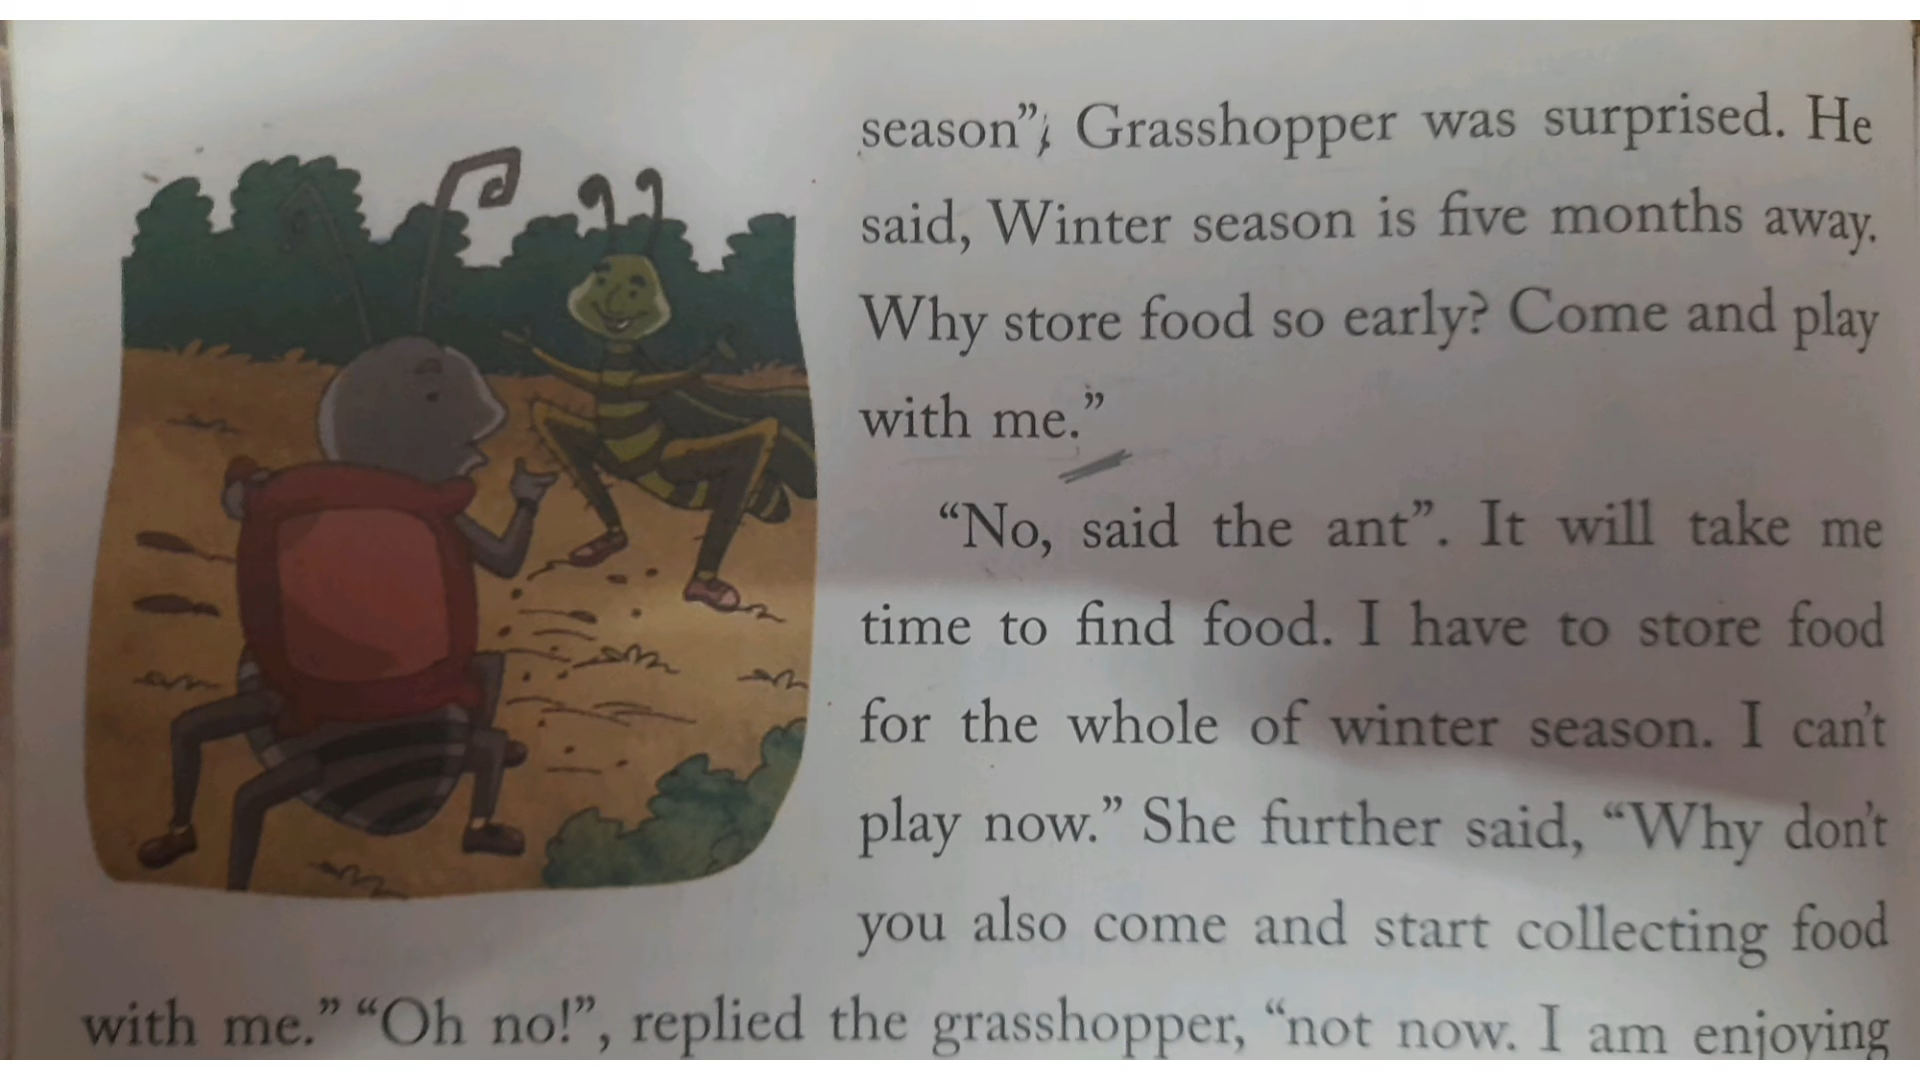 season”, Grasshopper was surprised. He
said, Winter season is five months away.
Why store food so early? Come and play
with me.”
“No, said the ant”. It will take me
time to find food. I have to store food
for the whole of winter season. I can't
play now.” She further said, “Why don't
you also come and start collecting food
with me.” “Oh no!”, replied the grasshopper, “not now. I am enjoying